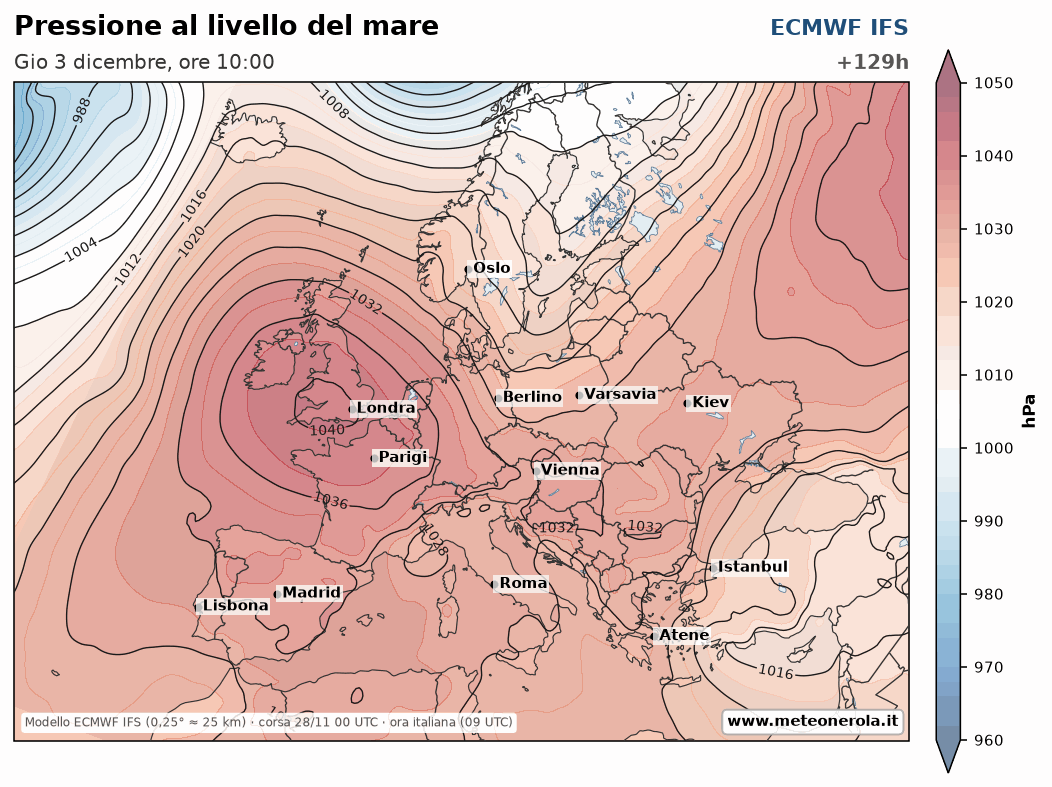 Pressione al livello del mare
ECMWF IFS
Gio 3 dicembre, ore 10:00
+129h
988
1008
1016
1004
1012
1020
1032
Oslo
Berlino
Varsavia
Kiev
Londra
1040
Parigi
Vienna
1036
1032
1032
1028
Istanbul
Roma
Madrid
Lisbona
Atene
1016
Modello ECMWF IFS (0,25° ≈ 25 km) · corsa 28/11 00 UTC · ora italiana (09 UTC)
www.meteonerola.it
1050
1040
1030
1020
1010
1000
990
980
970
960
hPa